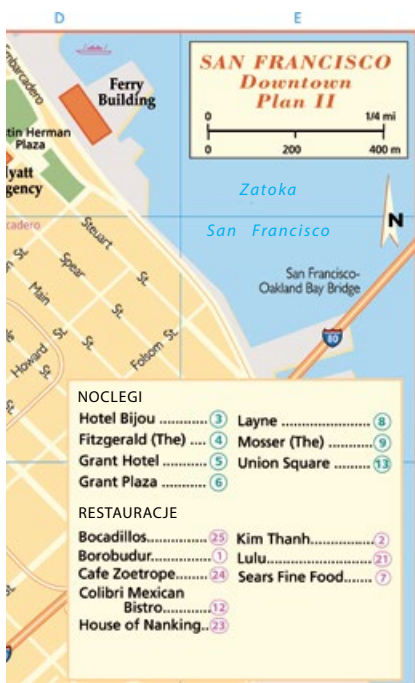 D E
Embarcadero
Ferry
Building
tin Herman
Plaza
yatt
gency
cadero
SAN FRANCISCO
Downtown
Plan II
0 1/4 mi
0 200 400 m
Zatoka
San Francisco
N
San Francisco-
Oakland Bay Bridge
80
Steuart St.
Spear St.
Main St.
Howard St.
Folsom St.
NOCLEGI
Hotel Bijou ............ 3
Fitzgerald (The) .... 4
Grant Hotel ........... 5
Grant Plaza ........... 6
Layne ...................... 8
Mosser (The) .......... 9
Union Square ......... 13
RESTAURACJE
Bocadillos............ 25
Borobudur............ 1
Cafe Zoetrope....... 24
Colibri Mexican
Bistro............. 12
House of Nanking.. 23
Kim Thanh............. 2
Lulu...................... 21
Sears Fine Food...... 7